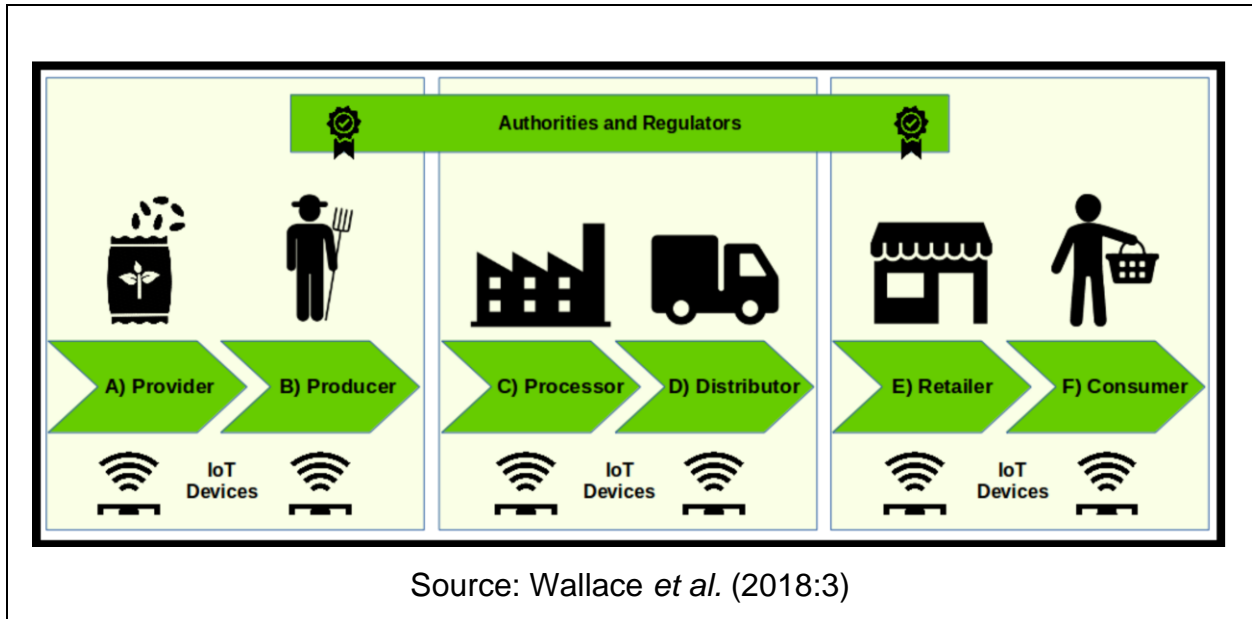 Authorities and Regulators
A) Provider
B) Producer
C) Processor
D) Distributor
E) Retailer
F) Consumer
IoT
Devices
IoT
Devices
IoT
Devices
Source: Wallace et al. (2018:3)